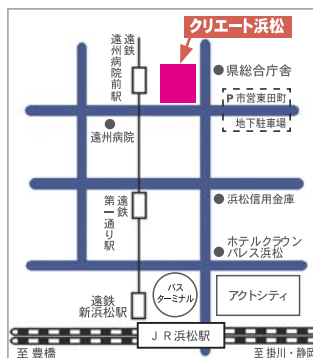 クリエート浜松
遠鉄
遠州病院前駅
県総合庁舎
P 市営東田町
地下駐車場
遠州病院
遠鉄
第一通り駅
浜松信用金庫
ホテルクラウン
パレス浜松
バス
ターミナル
アクトシティ
遠鉄
新浜松駅
JR浜松駅
至 豊橋
至 掛川・静岡